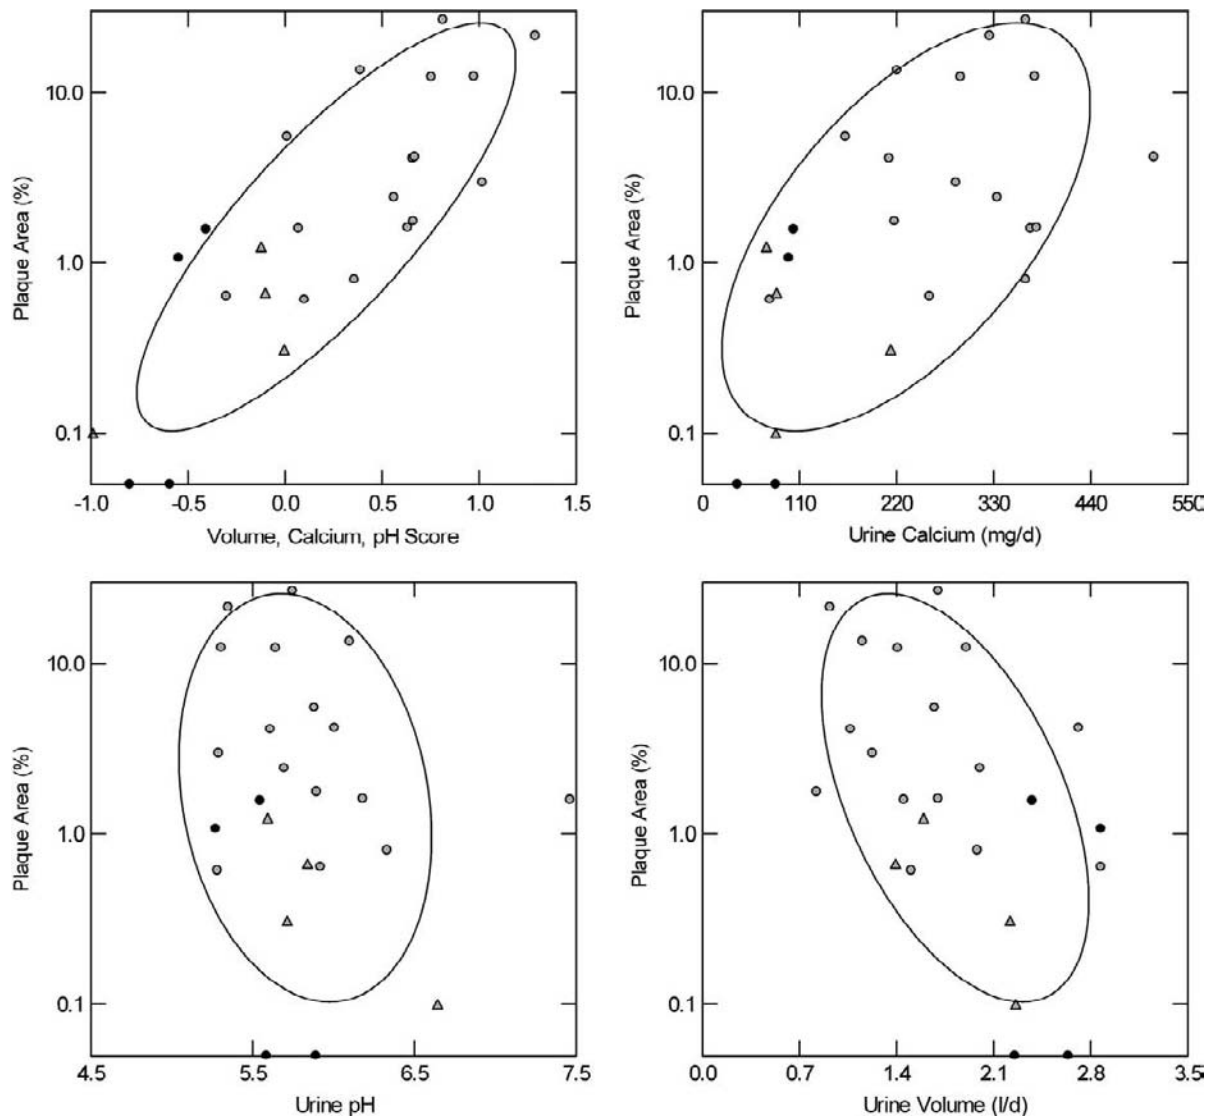 10.0
1.0
0.1
Plaque Area (%)
-1.0 -0.5 0.0 0.5 1.0 1.5
Volume, Calcium, pH Score
10.0
1.0
0.1
Plaque Area (%)
0 110 220 330 440 550
Urine Calcium (mg/d)
10.0
1.0
0.1
Plaque Area (%)
4.5 5.5 6.5 7.5
Urine pH
10.0
1.0
0.1
Plaque Area (%)
0.0 0.7 1.4 2.1 2.8 3.5
Urine Volume (l/d)